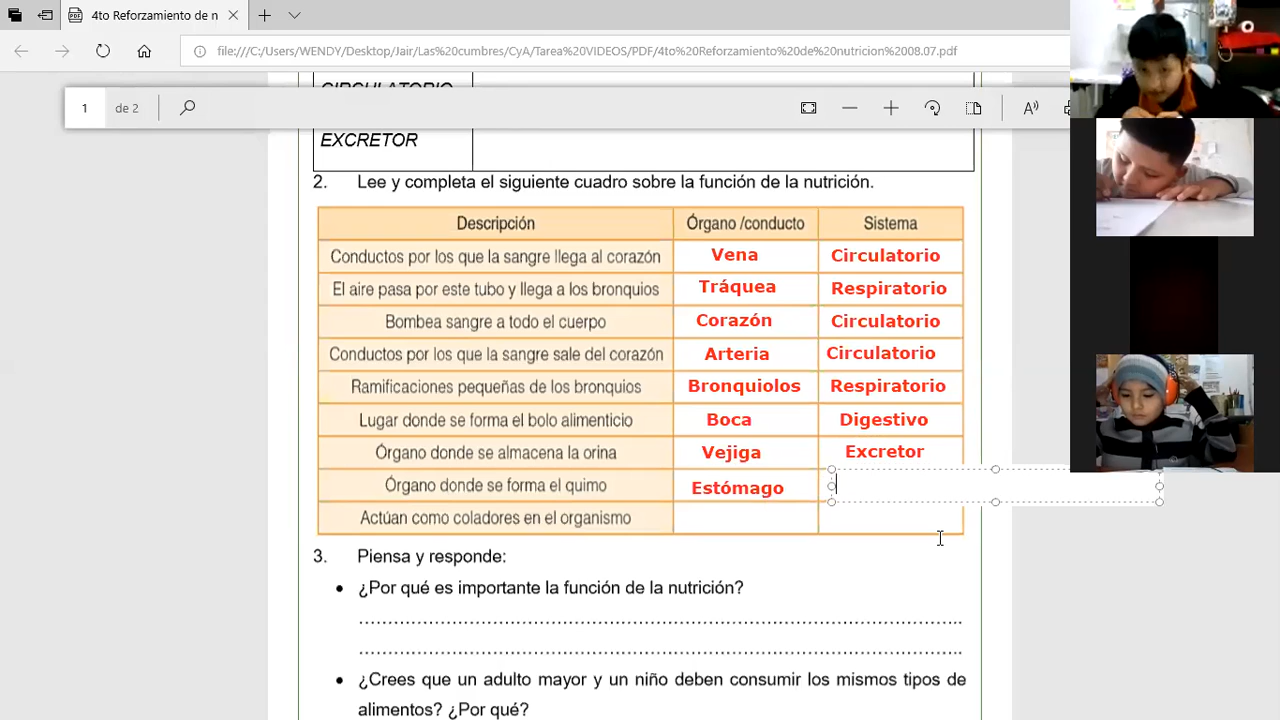 4to Reforzamiento de n
file:///C:/Users/WENDY/Desktop/Jair/Las%20cumbres/CyA/Tarea%20VIDEOS/PDF/4to%20Reforzamiento%20de%20nutricion%2008.07.pdf
CIRCULATORIO
1 de 2
EXCRETOR
2. Lee y completa el siguiente cuadro sobre la función de la nutrición.
Descripción Órgano /conducto Sistema
Conductos por los que la sangre llega al corazón Vena Circulatorio
El aire pasa por este tubo y llega a los bronquios Tráquea Respiratorio
Bombea sangre a todo el cuerpo Corazón Circulatorio
Conductos por los que la sangre sale del corazón Arteria Circulatorio
Ramificaciones pequeñas de los bronquios Bronquiolos Respiratorio
Lugar donde se forma el bolo alimenticio Boca Digestivo
Órgano donde se almacena la orina Vejiga Excretor
Órgano donde se forma el quimo Estómago
Actúan como coladores en el organismo
3. Piensa y responde:
• ¿Por qué es importante la función de la nutrición?
• ¿Crees que un adulto mayor y un niño deben consumir los mismos tipos de
alimentos? ¿Por qué?